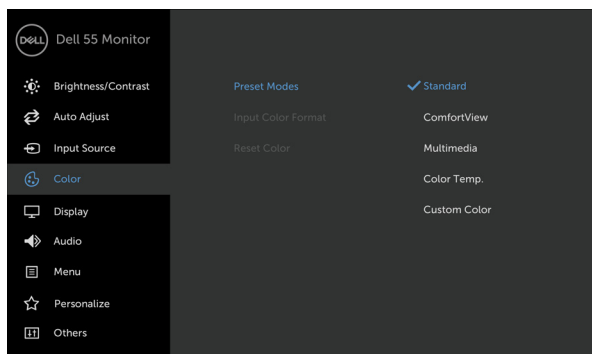 DELL
Dell 55 Monitor
Brightness/Contrast
Auto Adjust
Input Source
Color
Display
Audio
Menu
Personalize
Others
Preset Modes
Input Color Format
Reset Color
Standard
ComfortView
Multimedia
Color Temp.
Custom Color